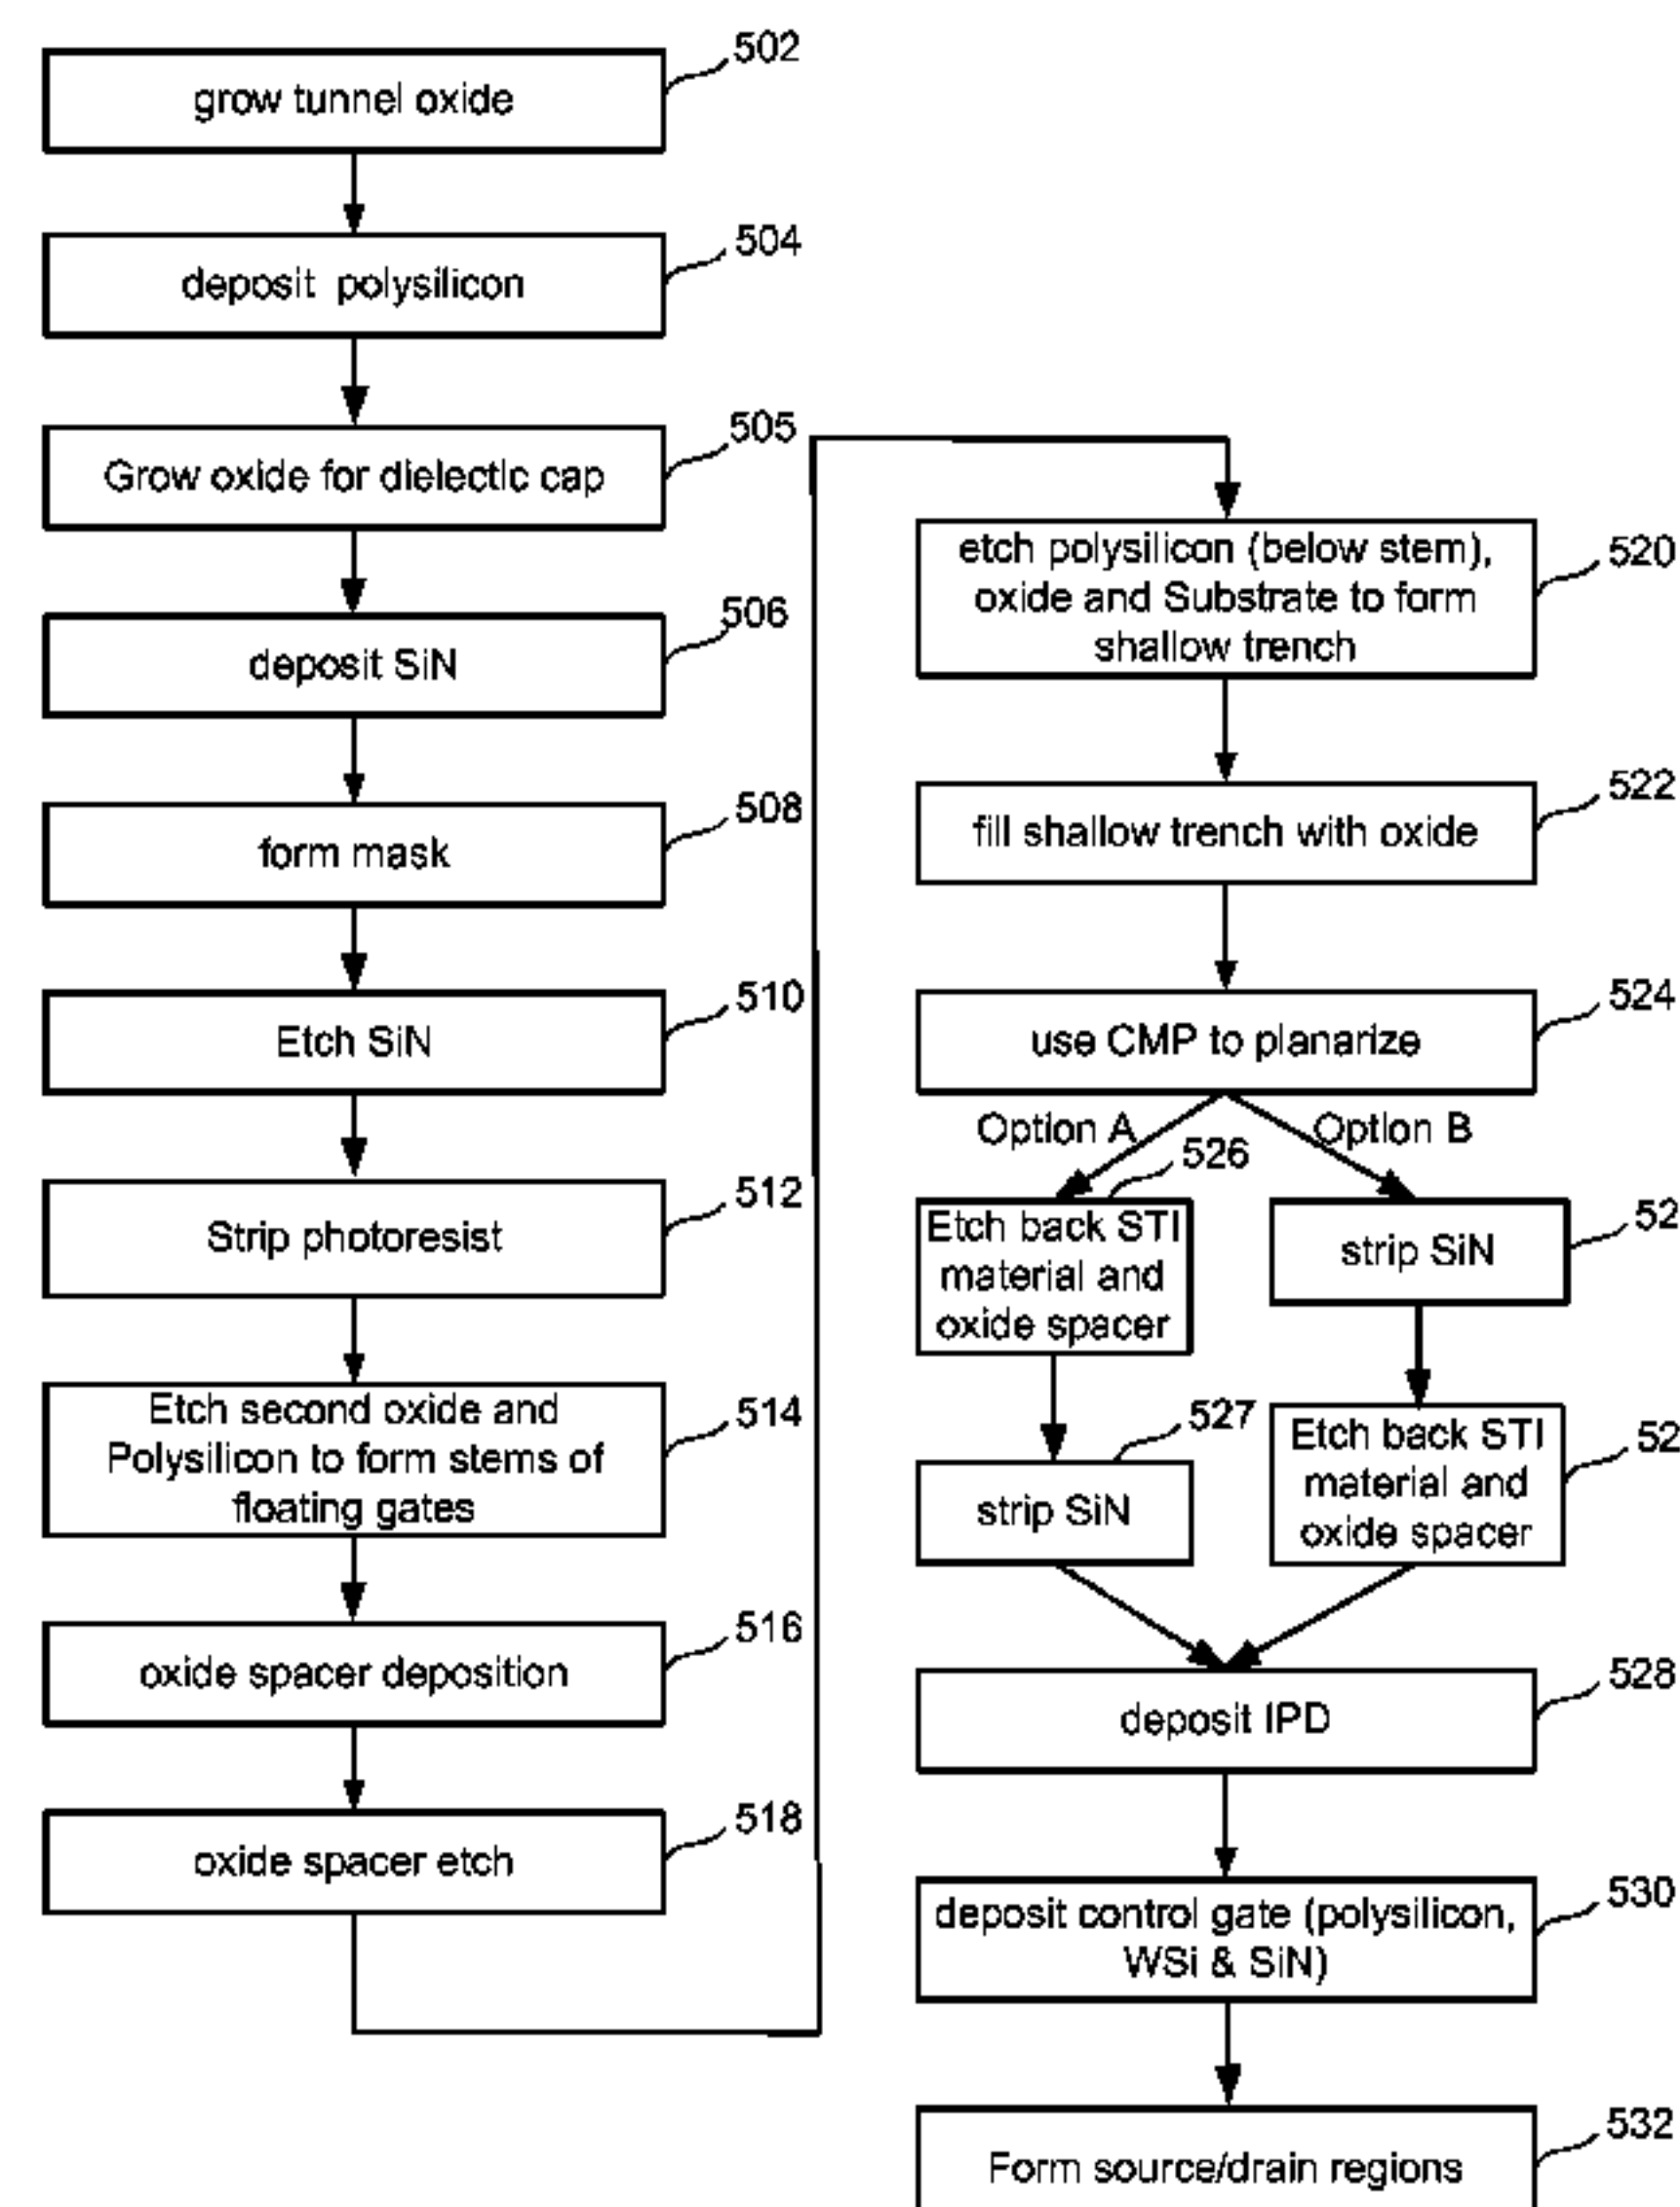 502
grow tunnel oxide
504
deposit polysilicon
505
Grow oxide for dielectic cap
506
deposit SiN
508
form mask
510
Etch SiN
512
Strip photoresist
514
Etch second oxide and
Polysilicon to form stems of
floating gates
516
oxide spacer deposition
518
oxide spacer etch
520
etch polysilicon (below stem),
oxide and Substrate to form
shallow trench
522
fill shallow trench with oxide
524
use CMP to planarize
Option A
Option B
526
Etch back STI
material and
oxide spacer
52
strip SiN
527
strip SiN
52
Etch back STI
material and
oxide spacer
528
deposit IPD
530
deposit control gate (polysilicon,
WSi & SiN)
532
Form source/drain regions